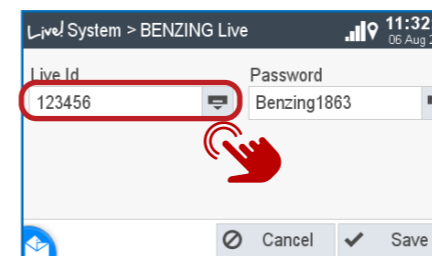 Live! System > BENZING Live 11:32
06 Aug 2
Live Id Password
123456 Benzing1863
Cancel Save